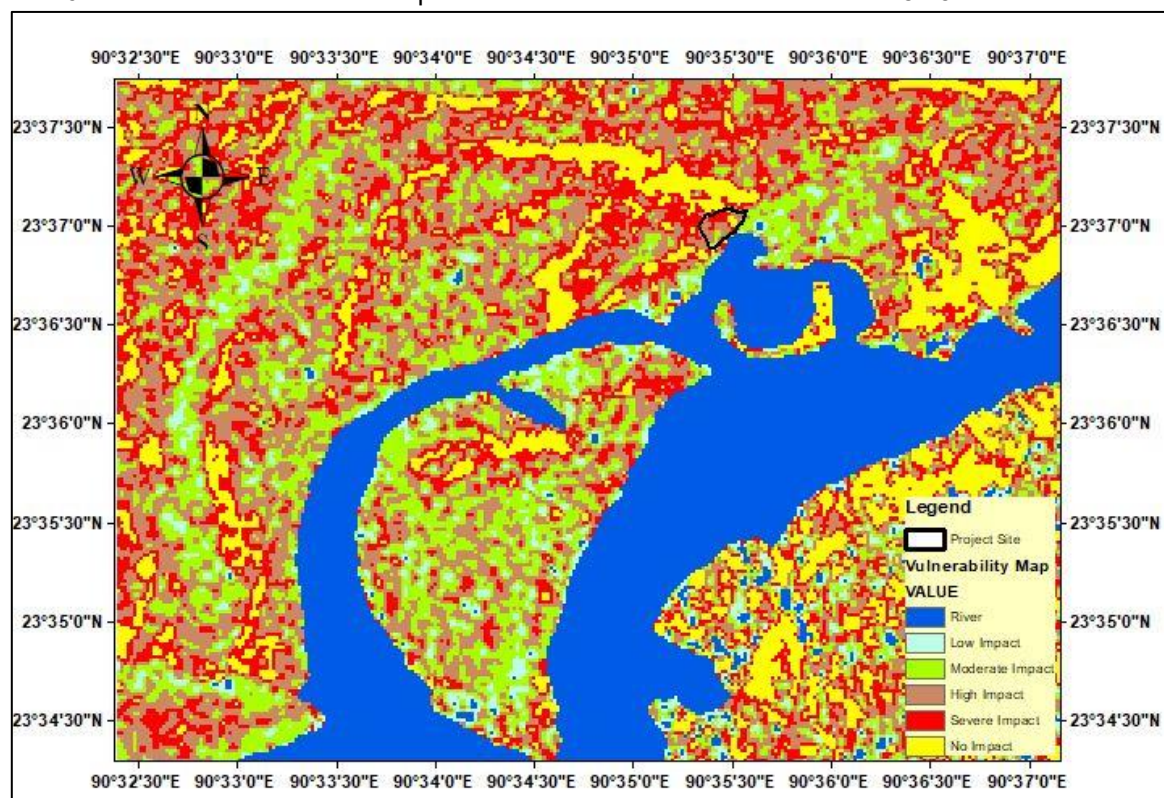 90°32'30"E 90°33'0"E 90°33'30"E 90°34'0"E 90°34'30"E 90°35'0"E 90°35'30"E 90°36'0"E 90°36'30"E 90°37'0"E
23°37'30"N 23°37'30"N
N
W E
S
23°37'0"N 23°37'0"N
23°36'30"N 23°36'30"N
23°36'0"N 23°36'0"N
23°35'30"N 23°35'30"N
23°35'0"N 23°35'0"N
23°34'30"N 23°34'30"N
Legend
Project Site
Vulnerability Map
VALUE
River
Low Impact
Moderate Impact
High Impact
Severe Impact
No Impact
90°32'30"E 90°33'0"E 90°33'30"E 90°34'0"E 90°34'30"E 90°35'0"E 90°35'30"E 90°36'0"E 90°36'30"E 90°37'0"E